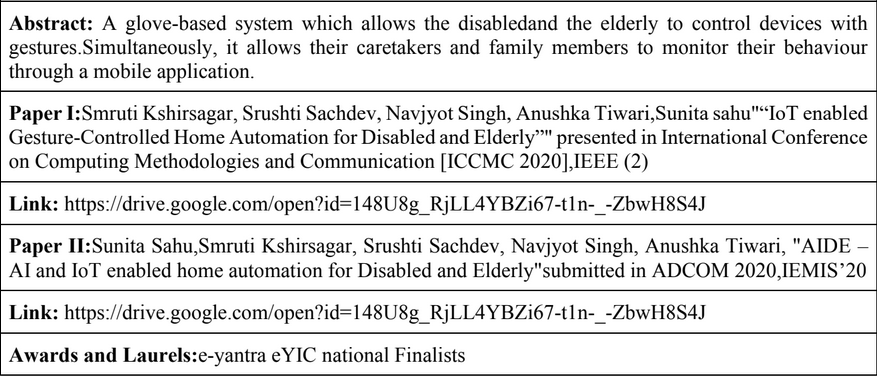 Abstract: A glove-based system which allows the disabledand the elderly to control devices with
gestures.Simultaneously, it allows their caretakers and family members to monitor their behaviour
through a mobile application.
Paper I:Smruti Kshirsagar, Srushti Sachdev, Navjyot Singh, Anushka Tiwari,Sunita sahu"“IoT enabled
Gesture-Controlled Home Automation for Disabled and Elderly”" presented in International Conference
on Computing Methodologies and Communication [ICCMC 2020],IEEE (2)
Link: https://drive.google.com/open?id=148U8g_RjLL4YBZi67-t1n-_-ZbwH8S4J
Paper II:Sunita Sahu,Smruti Kshirsagar, Srushti Sachdev, Navjyot Singh, Anushka Tiwari, "AIDE –
AI and IoT enabled home automation for Disabled and Elderly"submitted in ADCOM 2020,IEMIS’20
Link: https://drive.google.com/open?id=148U8g_RjLL4YBZi67-t1n-_-ZbwH8S4J
Awards and Laurels:e-yantra eYIC national Finalists